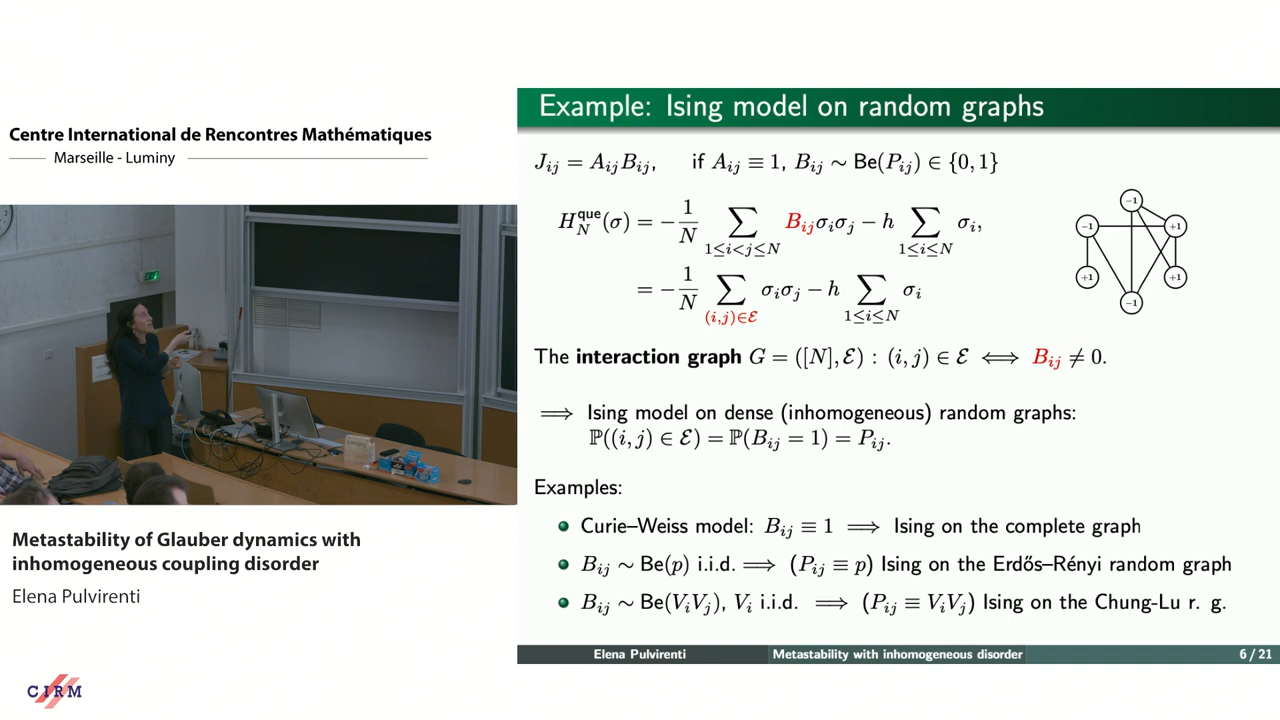 Centre International de Rencontres Mathématiques
Marseille - Luminy
Metastability of Glauber dynamics with
inhomogeneous coupling disorder
Elena Pulvirenti
CIRM
Example: Ising model on random graphs
J_{ij} = A_{ij}B_{ij}, if A_{ij} ≡ 1, B_{ij} ∼ Be(P_{ij}) ∈ {0, 1}
H_N^{que}(σ) = −\frac{1}{N} \sum_{1≤i<j≤N} B_{ij}σ_iσ_j − h \sum_{1≤i≤N} σ_i,
= −\frac{1}{N} \sum_{(i,j)∈ℰ} σ_iσ_j − h \sum_{1≤i≤N} σ_i
−1
−1
+1
+1
+1
−1
The interaction graph G = ([N], ℰ) : (i, j) ∈ ℰ ⟺ B_{ij} ≠ 0.
⟹ Ising model on dense (inhomogeneous) random graphs:
ℙ((i, j) ∈ ℰ) = ℙ(B_{ij} = 1) = P_{ij}.
Examples:
Curie–Weiss model: B_{ij} ≡ 1 ⟹ Ising on the complete graph
B_{ij} ∼ Be(p) i.i.d. ⟹ (P_{ij} ≡ p) Ising on the Erdős–Rényi random graph
B_{ij} ∼ Be(V_iV_j), V_i i.i.d. ⟹ (P_{ij} ≡ V_iV_j) Ising on the Chung-Lu r. g.
Elena Pulvirenti
Metastability with inhomogeneous disorder
6 / 21